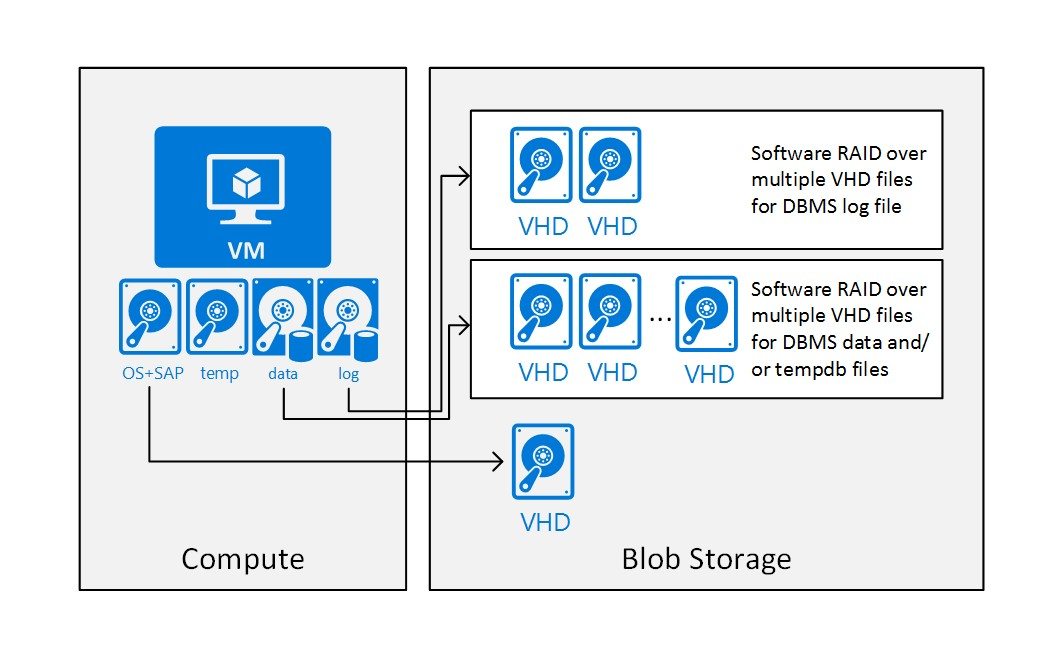 VM
OS+SAP temp data log
Compute
VHD VHD
Software RAID over
multiple VHD files
for DBMS log file
VHD VHD ... VHD
Software RAID over
multiple VHD files
for DBMS data and/
or tempdb files
VHD
Blob Storage